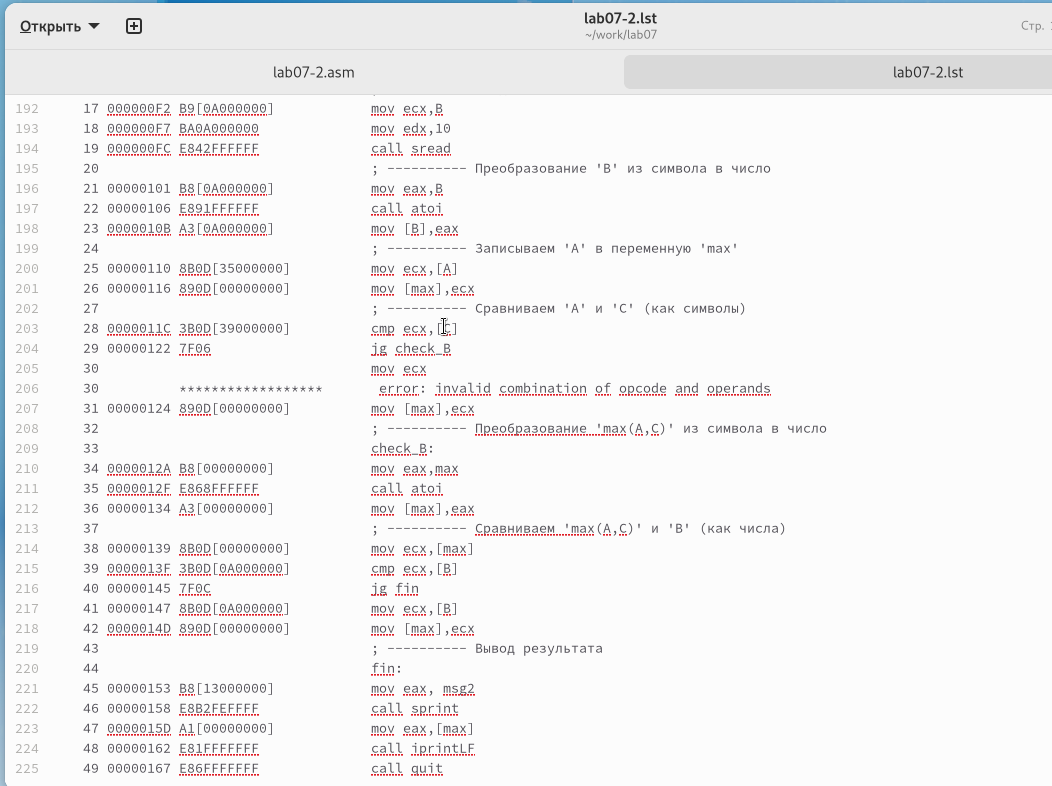 Открыть
lab07-2.lst
~/work/lab07
Стр.
lab07-2.asm
lab07-2.lst
192 17 000000F2 B9[0A000000] mov ecx,B
193 18 000000F7 BA0A000000 mov edx,10
194 19 000000FC E842FFFFFF call sread
195 20 ; ---------- Преобразование 'B' из символа в число
196 21 00000101 B8[0A000000] mov eax,B
197 22 00000106 E891FFFFFF call atoi
198 23 0000010B A3[0A000000] mov [B],eax
199 24 ; ---------- Записываем 'A' в переменную 'max'
200 25 00000110 8B0D[35000000] mov ecx,[A]
201 26 00000116 890D[00000000] mov [max],ecx
202 27 ; ---------- Сравниваем 'A' и 'С' (как символы)
203 28 0000011C 3B0D[39000000] cmp ecx,[C]
204 29 00000122 7F06 jg check_B
205 30 mov ecx
206 30 ****************** error: invalid combination of opcode and operands
207 31 00000124 890D[00000000] mov [max],ecx
208 32 ; ---------- Преобразование 'max(A,C)' из символа в число
209 33 check_B:
210 34 0000012A B8[00000000] mov eax,max
211 35 0000012F E868FFFFFF call atoi
212 36 00000134 A3[00000000] mov [max],eax
213 37 ; ---------- Сравниваем 'max(A,C)' и 'B' (как числа)
214 38 00000139 8B0D[00000000] mov ecx,[max]
215 39 0000013F 3B0D[0A000000] cmp ecx,[B]
216 40 00000145 7F0C jg fin
217 41 00000147 8B0D[0A000000] mov ecx,[B]
218 42 0000014D 890D[00000000] mov [max],ecx
219 43 ; ---------- Вывод результата
220 44 fin:
221 45 00000153 B8[13000000] mov eax, msg2
222 46 00000158 E8B2FEFFFF call sprint
223 47 0000015D A1[00000000] mov eax,[max]
224 48 00000162 E81FFFFFFF call iprintLF
225 49 00000167 E86FFFFFFF call quit